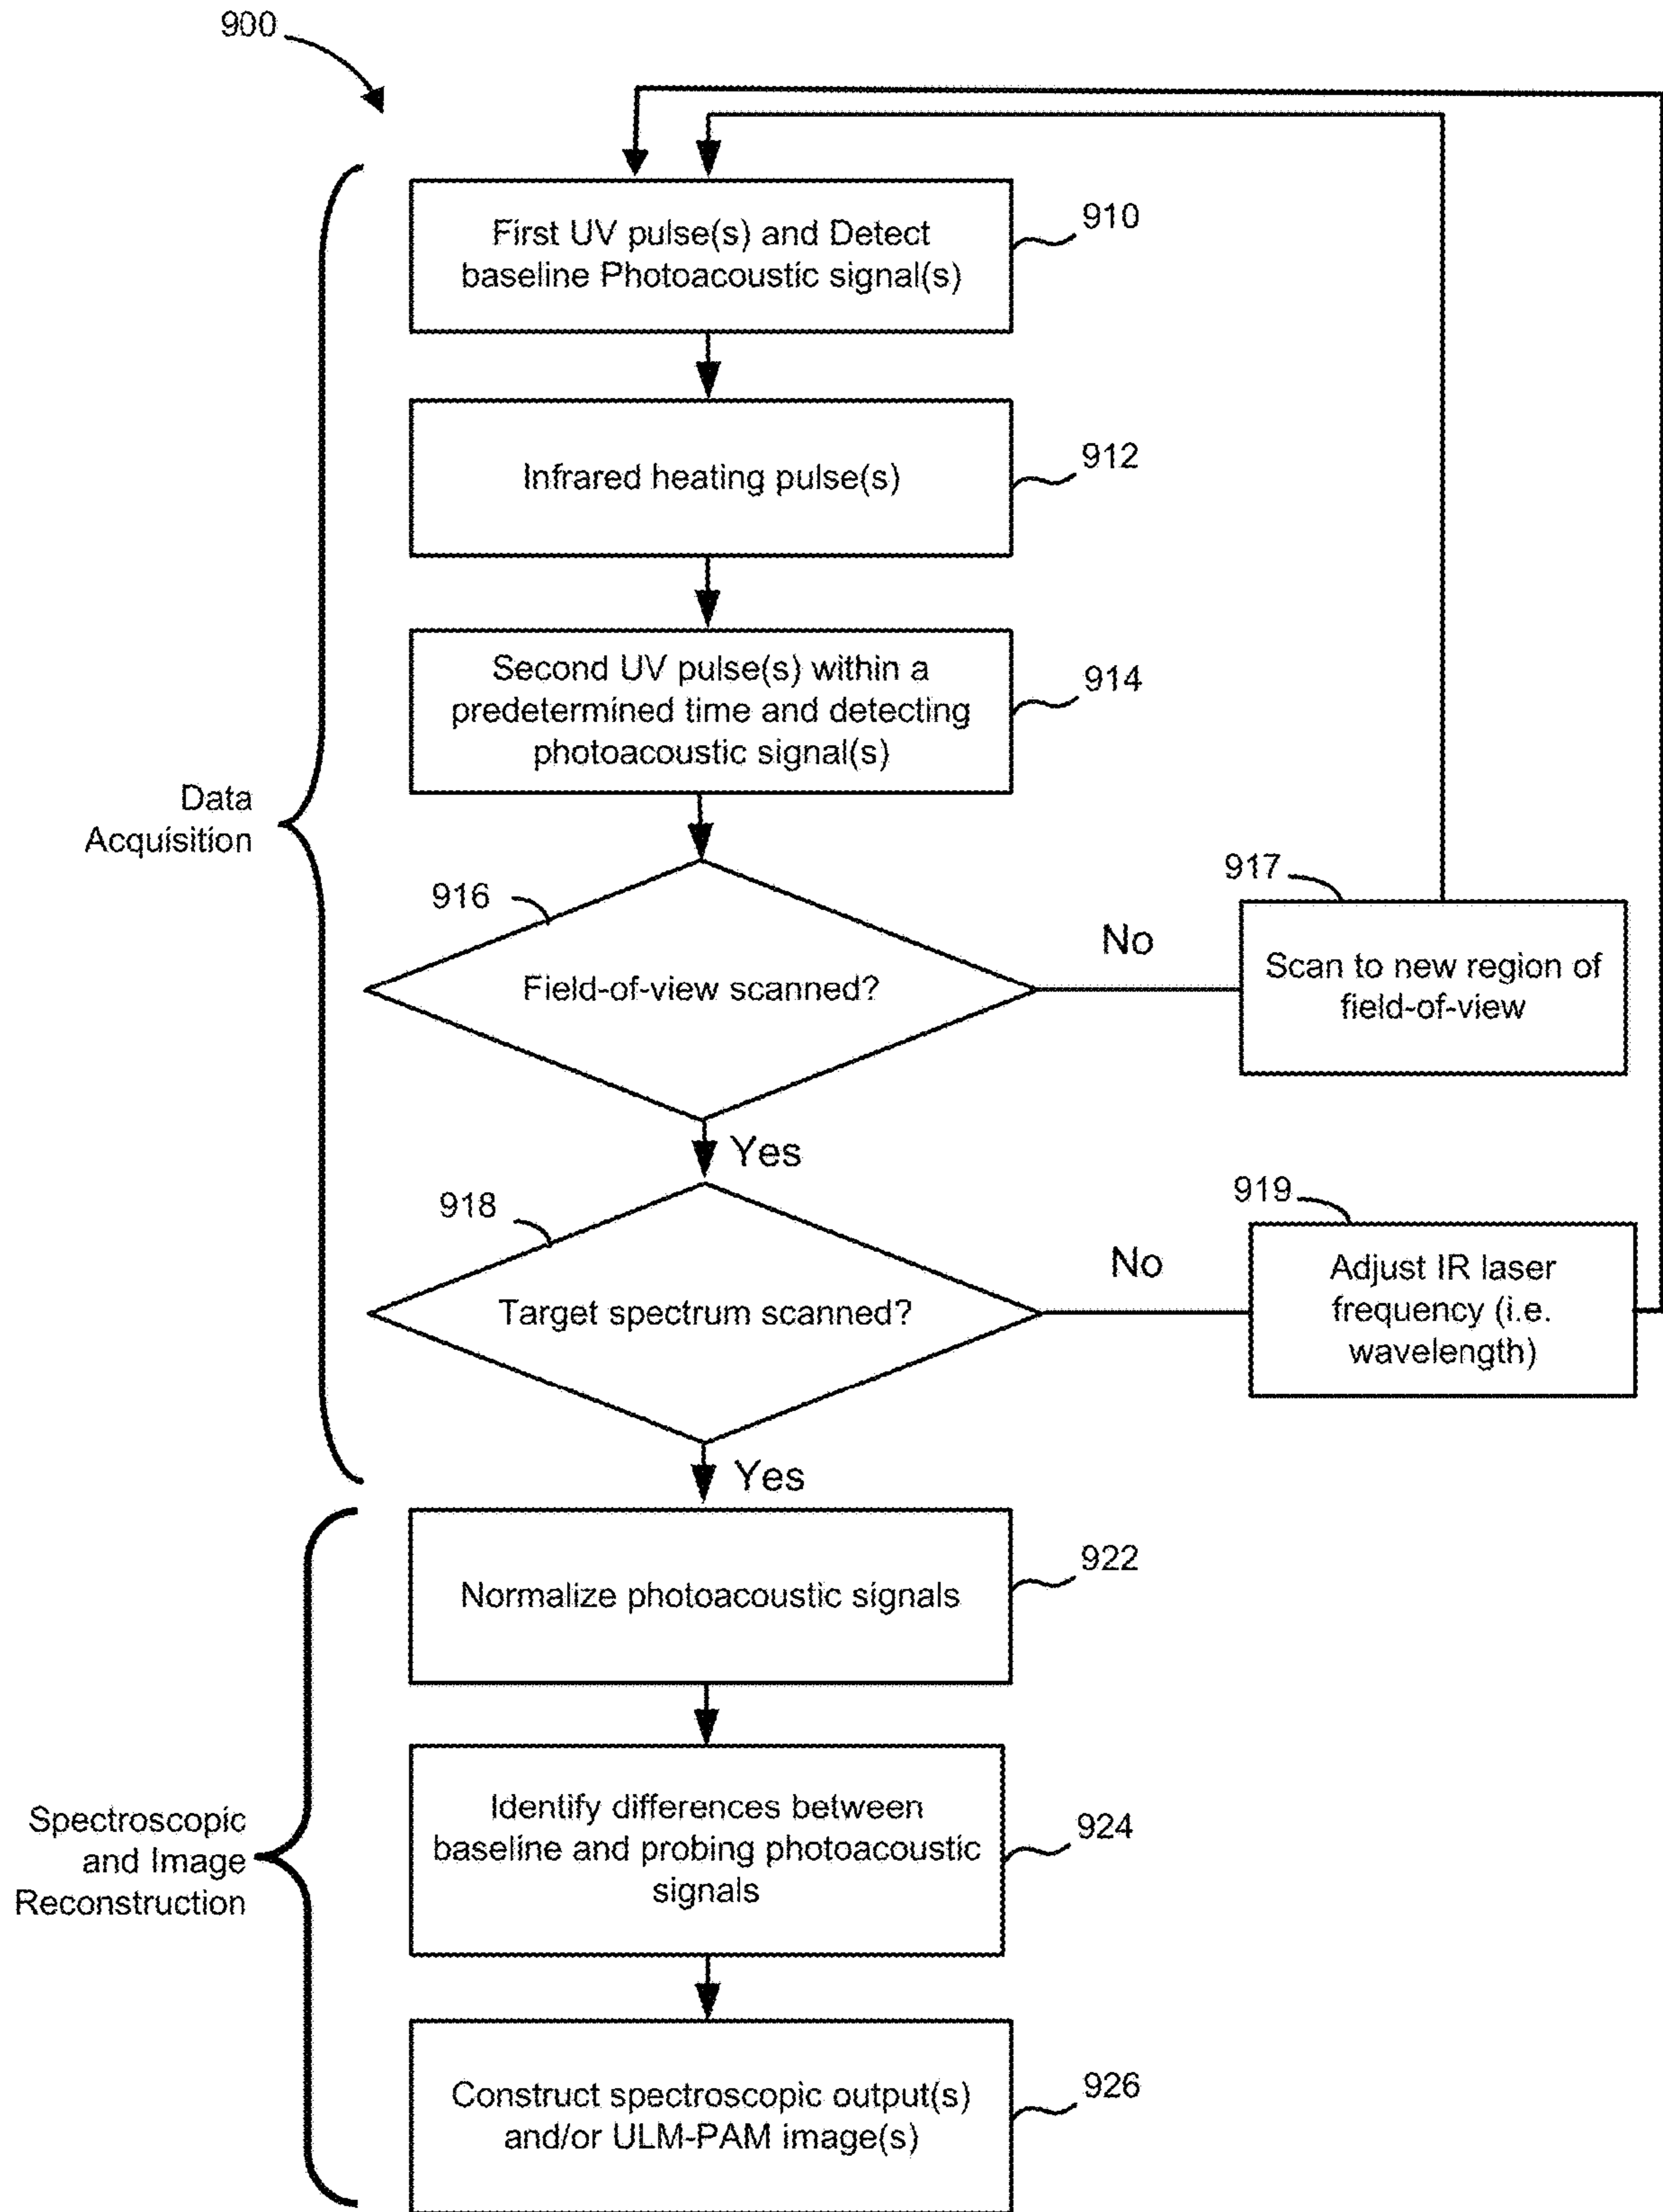 900
First UV pulse(s) and Detect
baseline Photoacoustic signal(s)
910
Infrared heating pulse(s)
912
Second UV pulse(s) within a
predetermined time and detecting
photoacoustic signal(s)
914
Data
Acquisition
916
Field-of-view scanned?
No
917
Scan to new region of
field-of-view
Yes
918
Target spectrum scanned?
No
919
Adjust IR laser
frequency (i.e.
wavelength)
Yes
Normalize photoacoustic signals
922
Spectroscopic
and Image
Reconstruction
Identify differences between
baseline and probing photoacoustic
signals
924
Construct spectroscopic output(s)
and/or ULM-PAM image(s)
926